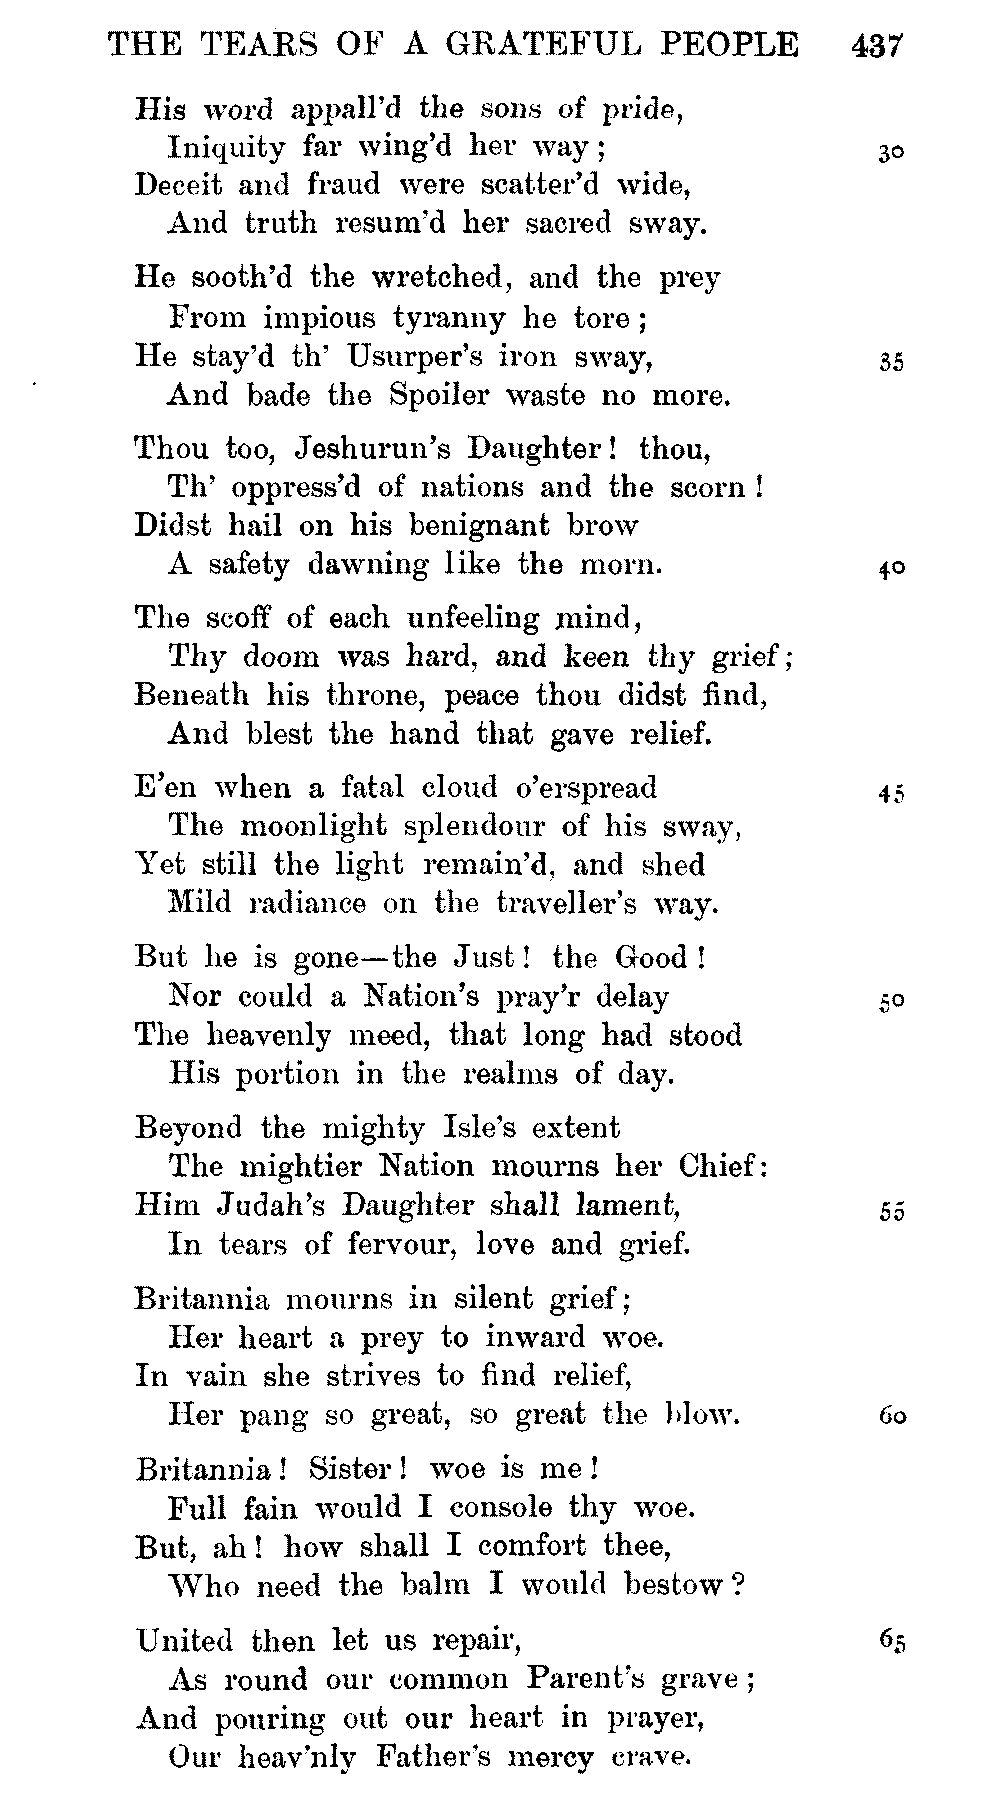 THE TEARS OF A GRATEFUL PEOPLE 437
His word appall'd the sons of pride,
Iniquity far wing'd her way; 30
Deceit and fraud were scatter'd wide,
And truth resum'd her sacred sway.
He sooth'd the wretched, and the prey
From impious tyranny he tore;
He stay'd th' Usurper's iron sway, 35
And bade the Spoiler waste no more.
Thou too, Jeshurun's Daughter! thou,
Th' oppress'd of nations and the scorn!
Didst hail on his benignant brow
A safety dawning like the morn. 40
The scoff of each unfeeling mind,
Thy doom was hard, and keen thy grief;
Beneath his throne, peace thou didst find,
And blest the hand that gave relief.
E'en when a fatal cloud o'erspread 45
The moonlight splendour of his sway,
Yet still the light remain'd, and shed
Mild radiance on the traveller's way.
But he is gone—the Just! the Good!
Nor could a Nation's pray'r delay 50
The heavenly meed, that long had stood
His portion in the realms of day.
Beyond the mighty Isle's extent
The mightier Nation mourns her Chief:
Him Judah's Daughter shall lament, 55
In tears of fervour, love and grief.
Britannia mourns in silent grief;
Her heart a prey to inward woe.
In vain she strives to find relief,
Her pang so great, so great the blow. 60
Britannia! Sister! woe is me!
Full fain would I console thy woe.
But, ah! how shall I comfort thee,
Who need the balm I would bestow?
United then let us repair, 65
As round our common Parent's grave;
And pouring out our heart in prayer,
Our heav'nly Father's mercy crave.